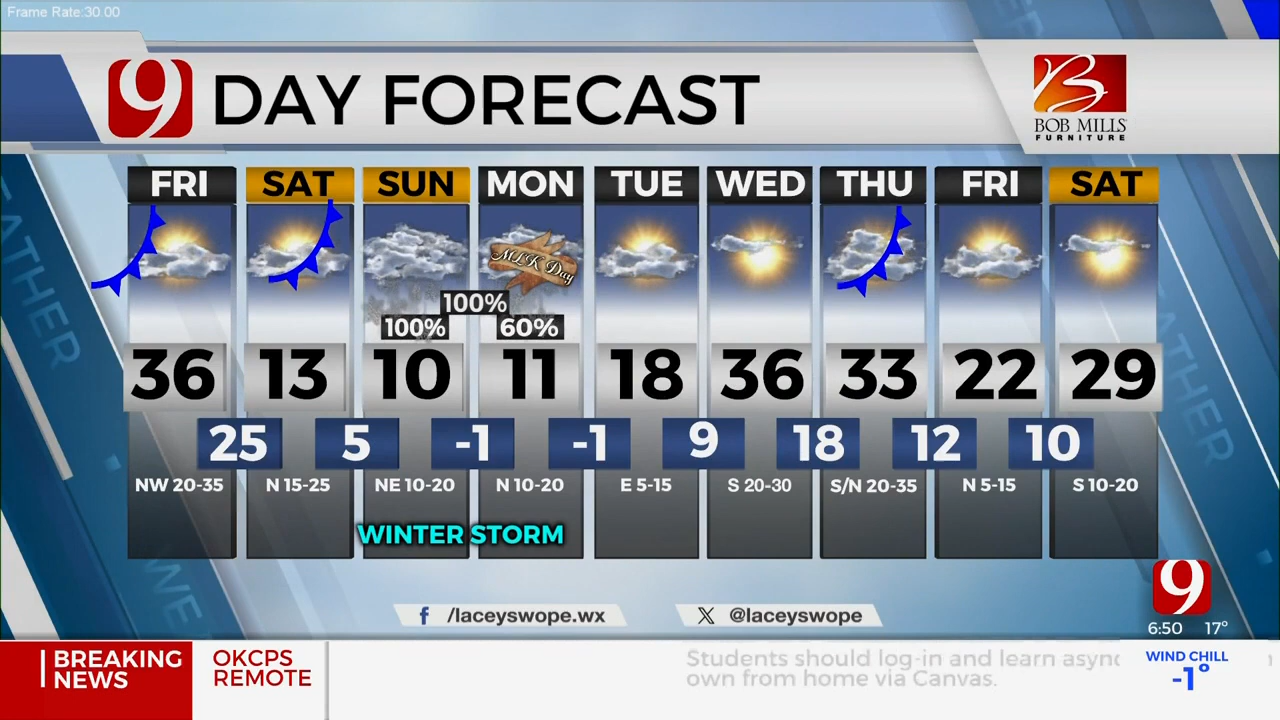 Frame Rate:30.00
9 DAY FORECAST
B
BOB MILLS
FURNITURE
FRI SAT SUN MON TUE WED THU FRI SAT
MLK Day
100%
100% 60%
36 13 10 11 18 36 33 22 29
25 5 -1 -1 9 18 12 10
NW 20-35 N 15-25 NE 10-20 N 10-20 E 5-15 S 20-30 S/N 20-35 N 5-15 S 10-20
WINTER STORM
f /laceyswope.wx X @laceyswope
9
6:50 17°
BREAKING NEWS
OKCPS REMOTE
Students should log-in and learn async
own from home via Canvas.
WIND CHILL
-1°
WEATHER